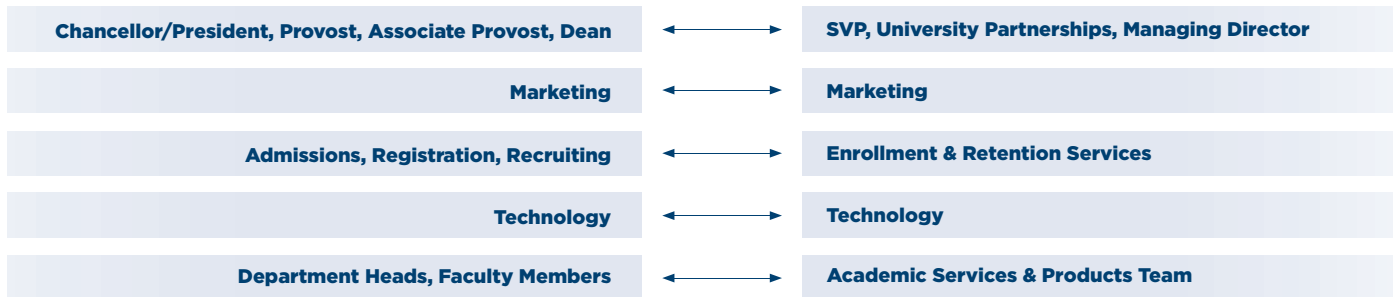 Chancellor/President, Provost, Associate Provost, Dean
SVP, University Partnerships, Managing Director
Marketing
Marketing
Admissions, Registration, Recruiting
Enrollment & Retention Services
Technology
Technology
Department Heads, Faculty Members
Academic Services & Products Team